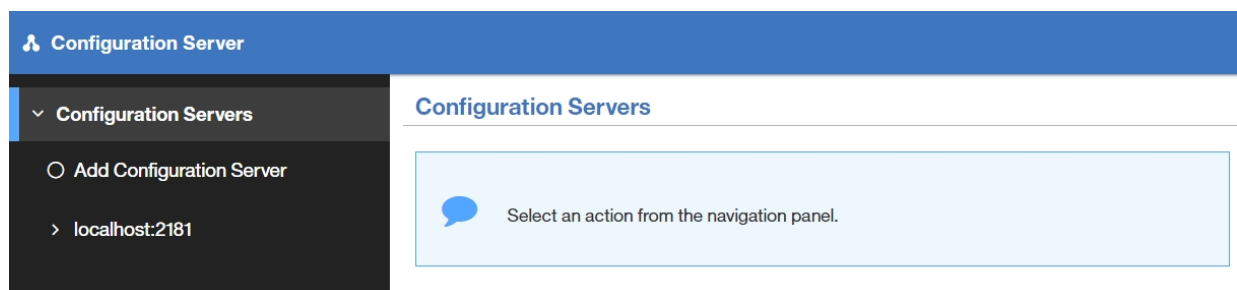 Configuration Server
Configuration Servers
Add Configuration Server
localhost:2181
Configuration Servers
Select an action from the navigation panel.